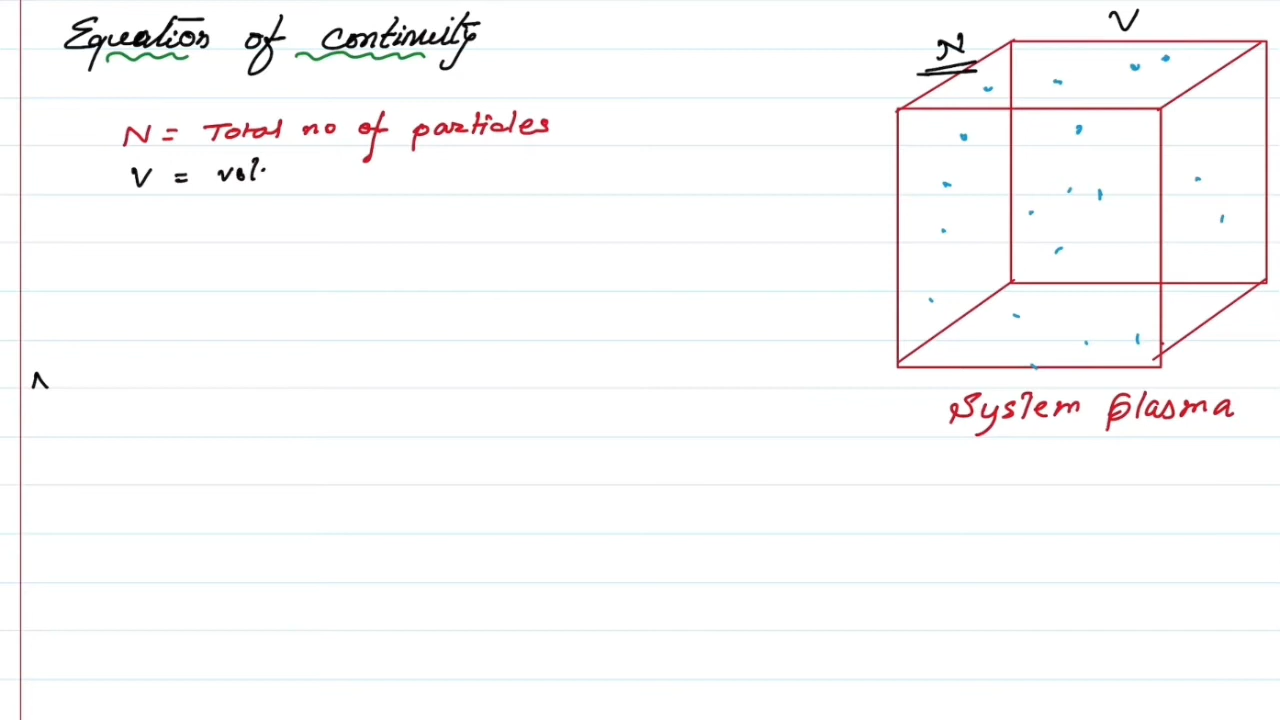 Equation of continuity
V
N
N = Total no of particles
V = vol.
System plasma